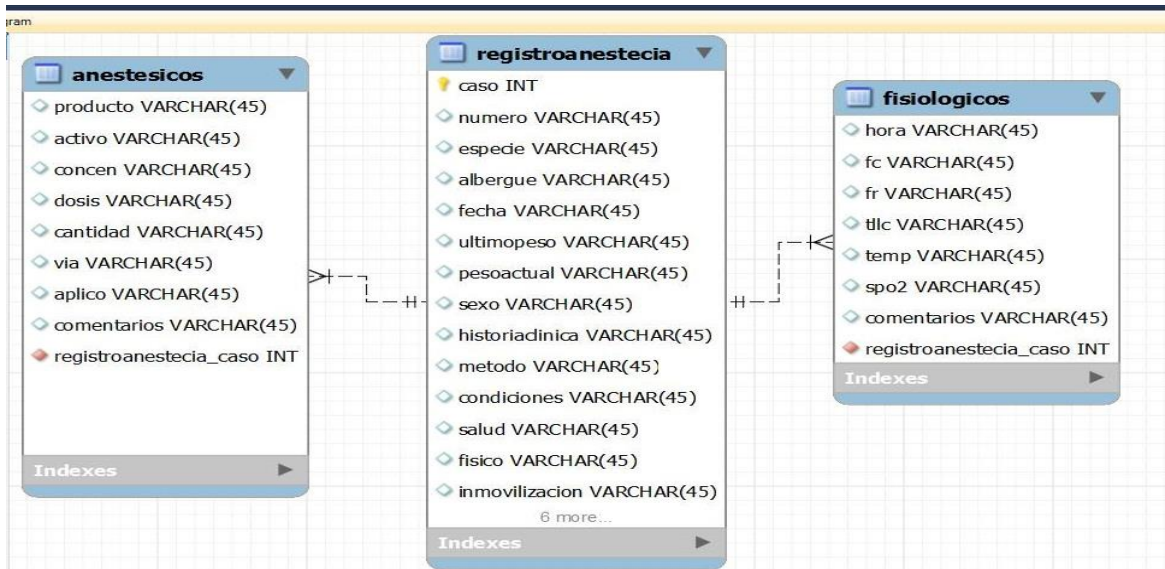 gram
anestesicos
producto VARCHAR(45)
activo VARCHAR(45)
concen VARCHAR(45)
dosis VARCHAR(45)
cantidad VARCHAR(45)
via VARCHAR(45)
aplico VARCHAR(45)
comentarios VARCHAR(45)
registroanestecia_caso INT
Indexes
registroanestecia
caso INT
numero VARCHAR(45)
especie VARCHAR(45)
albergue VARCHAR(45)
fecha VARCHAR(45)
ultimopeso VARCHAR(45)
pesoactual VARCHAR(45)
sexo VARCHAR(45)
historiaclinica VARCHAR(45)
metodo VARCHAR(45)
condiciones VARCHAR(45)
salud VARCHAR(45)
fisico VARCHAR(45)
inmovilizacion VARCHAR(45)
6 more...
Indexes
fisiologicos
hora VARCHAR(45)
fc VARCHAR(45)
fr VARCHAR(45)
tllc VARCHAR(45)
temp VARCHAR(45)
spo2 VARCHAR(45)
comentarios VARCHAR(45)
registroanestecia_caso INT
Indexes